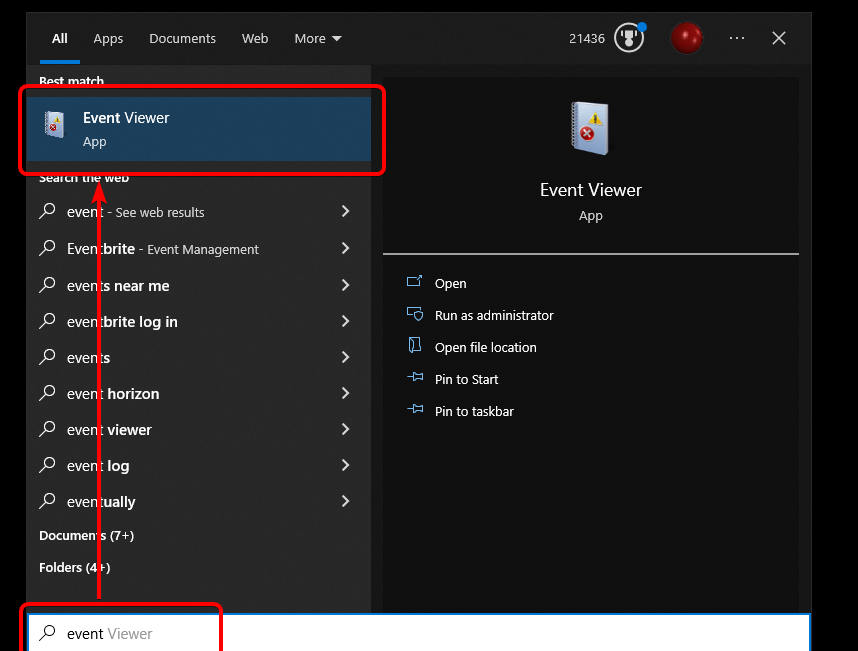 All Apps Documents Web More 21436
Best match
Event Viewer
App
Search the web
event - See web results
Eventbrite - Event Management
events near me
eventbrite log in
events
event horizon
event viewer
event log
eventually
Documents (7+)
Folders (4+)
event Viewer
Event Viewer
App
Open
Run as administrator
Open file location
Pin to Start
Pin to taskbar